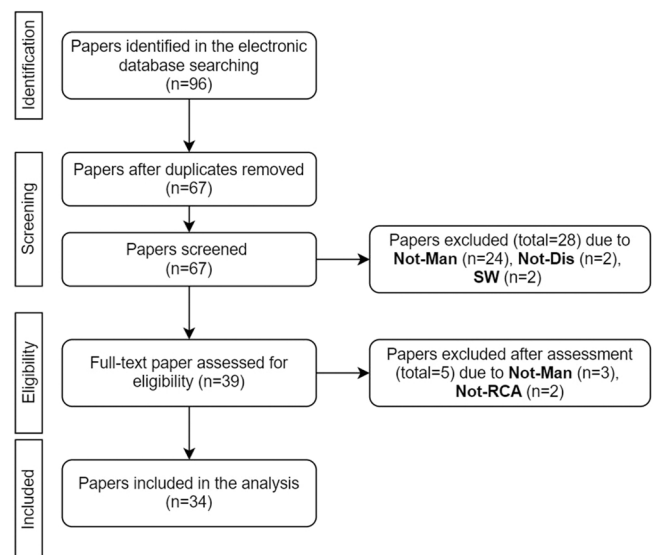 Identification
Papers identified in the electronic
database searching
(n=96)
Screening
Papers after duplicates removed
(n=67)
Papers screened
(n=67)
Papers excluded (total=28) due to
Not-Man (n=24), Not-Dis (n=2),
SW (n=2)
Eligibility
Full-text paper assessed for
eligibility (n=39)
Papers excluded after assessment
(total=5) due to Not-Man (n=3),
Not-RCA (n=2)
Included
Papers included in the analysis
(n=34)